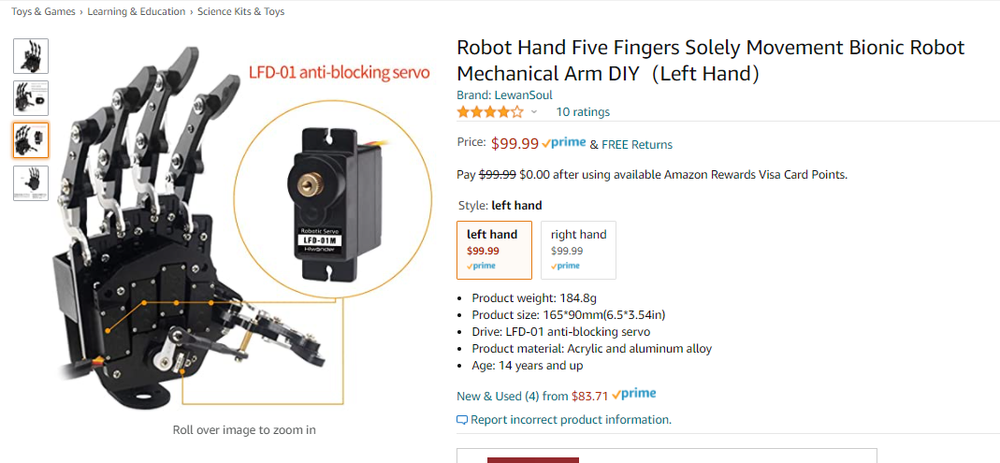 Toys & Games › Learning & Education › Science Kits & Toys
LFD-01 anti-blocking servo
Robotic Servo
LFD-01M
Hiwonder
Roll over image to zoom in
Robot Hand Five Fingers Solely Movement Bionic Robot
Mechanical Arm DIY（Left Hand）
Brand: LewanSoul
10 ratings
Price: $99.99 prime & FREE Returns
Pay $99.99 $0.00 after using available Amazon Rewards Visa Card Points.
Style: left hand
left hand right hand
$99.99 $99.99
prime prime
• Product weight: 184.8g
• Product size: 165*90mm(6.5*3.54in)
• Drive: LFD-01 anti-blocking servo
• Product material: Acrylic and aluminum alloy
• Age: 14 years and up
New & Used (4) from $83.71 prime
Report incorrect product information.